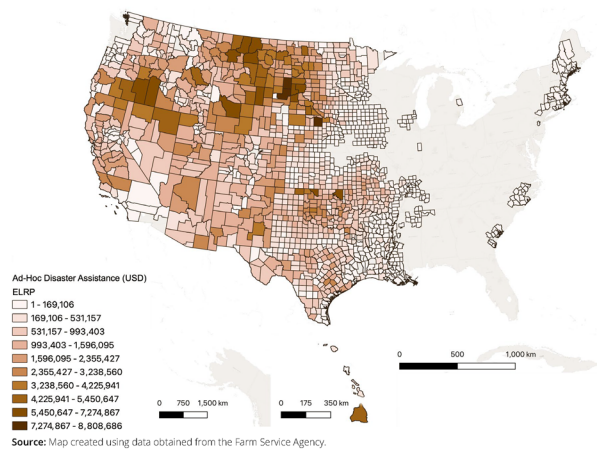 Ad-Hoc Disaster Assistance (USD)
ELRP
1 - 169,106
169,106 - 531,157
531,157 - 993,403
993,403 - 1,596,095
1,596,095 - 2,355,427
2,355,427 - 3,238,560
3,238,560 - 4,225,941
4,225,941 - 5,450,647
5,450,647 - 7,274,867
7,274,867 - 8,808,686
0 750 1,500 km
0 175 350 km
0 500 1,000 km
Source: Map created using data obtained from the Farm Service Agency.